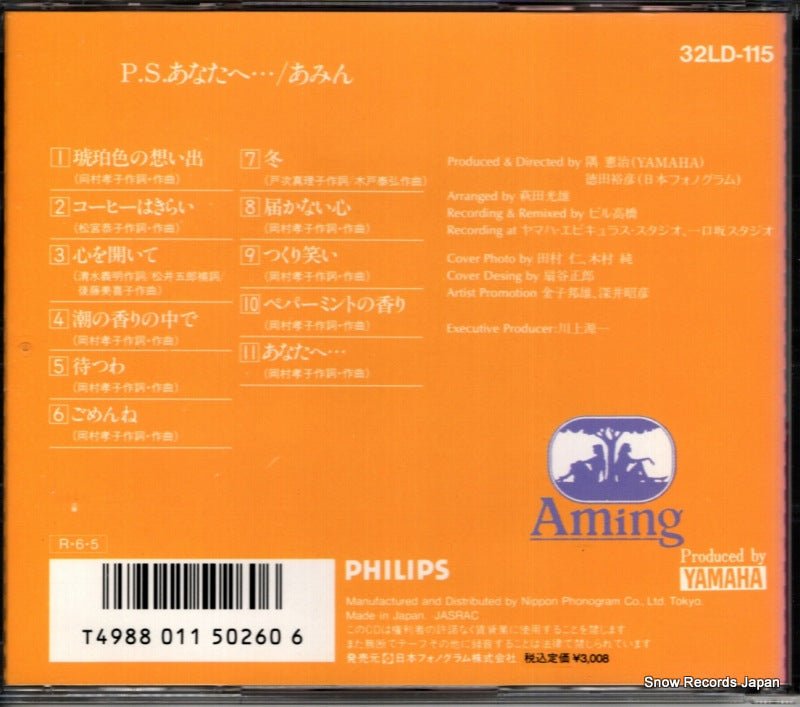 32LD-115
P.S.あなたへ…/あみん
1 琥珀色の想い出
(岡村孝子作詞・作曲)
2 コーヒーはきらい
(松宮恭子作詞・作曲)
3 心を開いて
(清水義明作詞/松井五郎補詞/
後藤美喜子作曲)
4 潮の香りの中で
(岡村孝子作詞・作曲)
5 待つわ
(岡村孝子作詞・作曲)
6 ごめんね
(岡村孝子作詞・作曲)
7 冬
(戸次真理子作詞/木戸泰弘作曲)
8 届かない心
(岡村孝子作詞・作曲)
9 つくり笑い
(岡村孝子作詞・作曲)
10 ペパーミントの香り
(岡村孝子作詞・作曲)
11 あなたへ…
(岡村孝子作詞・作曲)
Produced & Directed by 隅 恵治(YAMAHA)
徳田裕彦(日本フォノグラム)
Arranged by 萩田光雄
Recording & Remixed by ビル高橋
Recording at ヤマハ・エピキュラス・スタジオ、一口坂スタジオ
Cover Photo by 田村 仁、木村 純
Cover Desing by 扇谷正郎
Artist Promotion 金子邦雄、深井昭彦
Executive Producer:川上源一
Aming
Produced by
YAMAHA
R-6-5
T4988 011 50260 6
PHILIPS
Manufactured and Distributed by Nippon Phonogram Co., Ltd. Tokyo.
Made in Japan. JASRAC
このCDは権利者の許諾なく賃貸業に使用することを禁じます
また無断でテープその他に録音することは法律で禁じられています
発売元 日本フォノグラム株式会社 税込定価¥3,008
Snow Records Japan